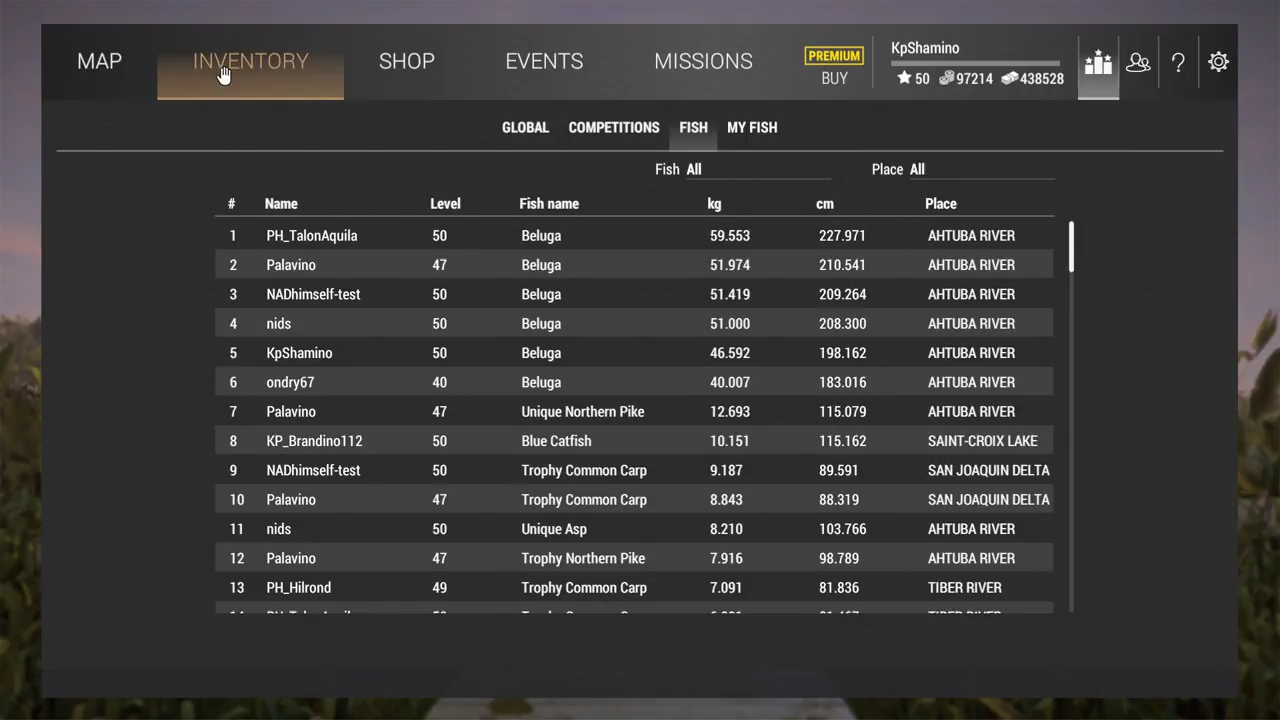 MAP INVENTORY SHOP EVENTS MISSIONS PREMIUM BUY KpShamino 50 97214 438528 ?
GLOBAL COMPETITIONS FISH MY FISH
Fish All Place All
# Name Level Fish name kg cm Place
1 PH_TalonAquila 50 Beluga 59.553 227.971 AHTUBA RIVER
2 Palavino 47 Beluga 51.974 210.541 AHTUBA RIVER
3 NADhimself-test 50 Beluga 51.419 209.264 AHTUBA RIVER
4 nids 50 Beluga 51.000 208.300 AHTUBA RIVER
5 KpShamino 50 Beluga 46.592 198.162 AHTUBA RIVER
6 ondry67 40 Beluga 40.007 183.016 AHTUBA RIVER
7 Palavino 47 Unique Northern Pike 12.693 115.079 AHTUBA RIVER
8 KP_Brandino112 50 Blue Catfish 10.151 115.162 SAINT-CROIX LAKE
9 NADhimself-test 50 Trophy Common Carp 9.187 89.591 SAN JOAQUIN DELTA
10 Palavino 47 Trophy Common Carp 8.843 88.319 SAN JOAQUIN DELTA
11 nids 50 Unique Asp 8.210 103.766 AHTUBA RIVER
12 Palavino 47 Trophy Northern Pike 7.916 98.789 AHTUBA RIVER
13 PH_Hilrond 49 Trophy Common Carp 7.091 81.836 TIBER RIVER